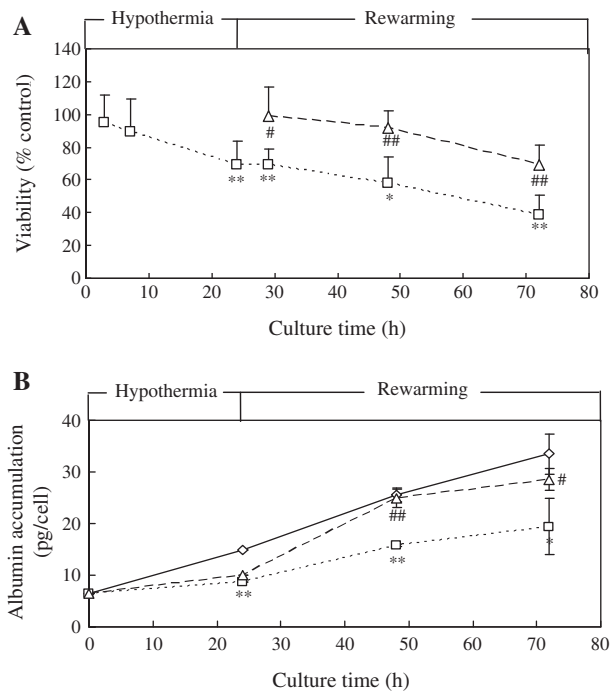 A
Hypothermia
Rewarming
140
120
100
80
60
40
20
0
Viability (% control)
#
##
##
**
**
*
**
0 10 20 30 40 50 60 70 80
Culture time (h)
B
Hypothermia
Rewarming
40
30
20
10
0
Albumin accumulation
(pg/cell)
##
#
**
**
*
0 10 20 30 40 50 60 70 80
Culture time (h)